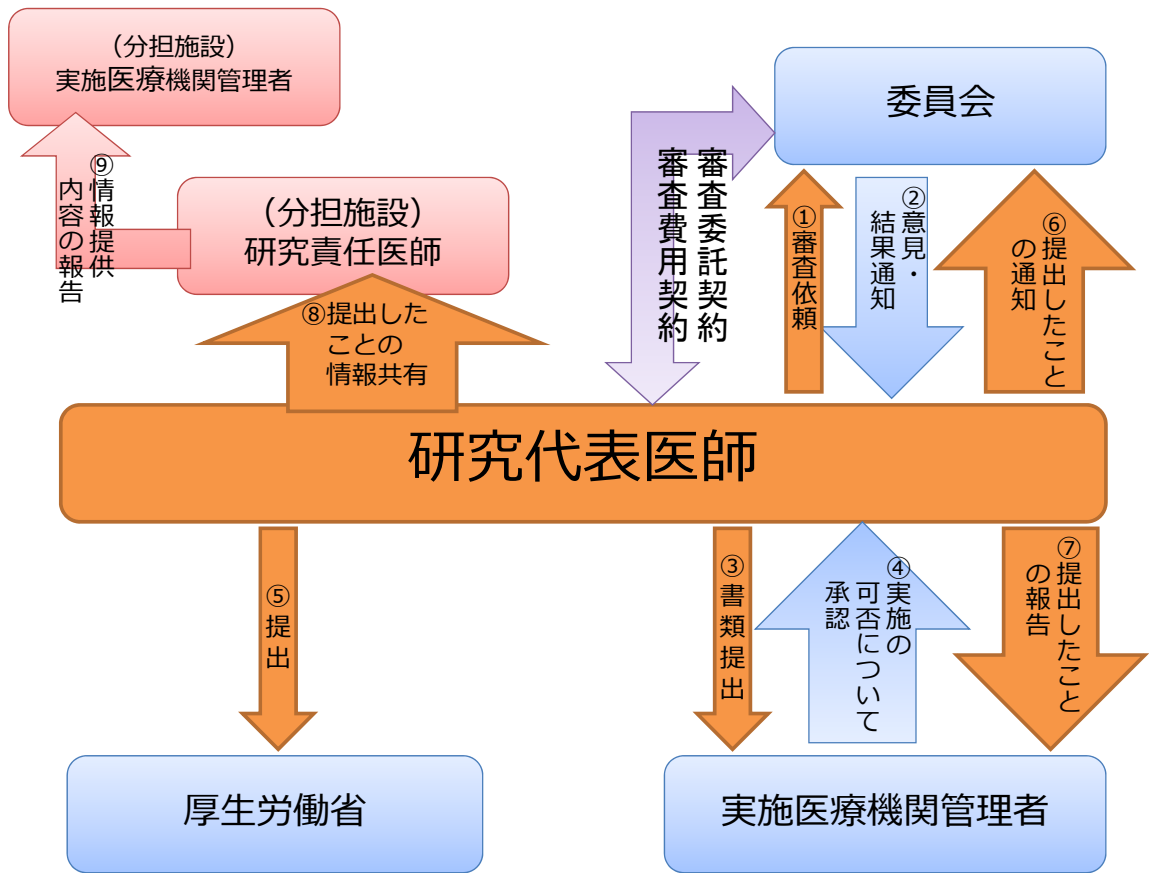 （分担施設）
実施医療機関管理者
委員会
⑨情報提供
内容の報告
（分担施設）
研究責任医師
審査委託契約
審査費用契約
①審査依頼
②意見・
結果通知
⑥提出したこと
の通知
⑧提出した
ことの
情報共有
研究代表医師
⑤提出
③書類提出
④実施の
可否について
承認
⑦提出したこと
の報告
厚生労働省
実施医療機関管理者